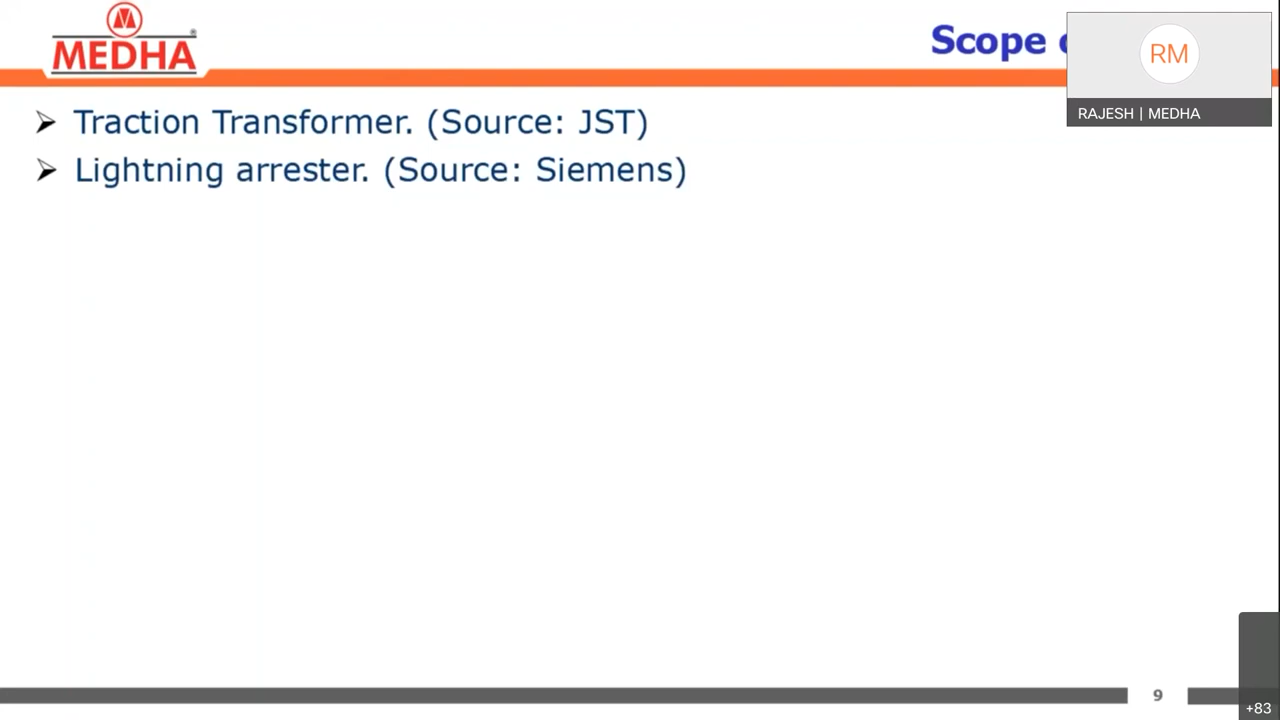 MEDHA
®
Scope
RM
RAJESH | MEDHA
➢ Traction Transformer. (Source: JST)
➢ Lightning arrester. (Source: Siemens)
9
+83